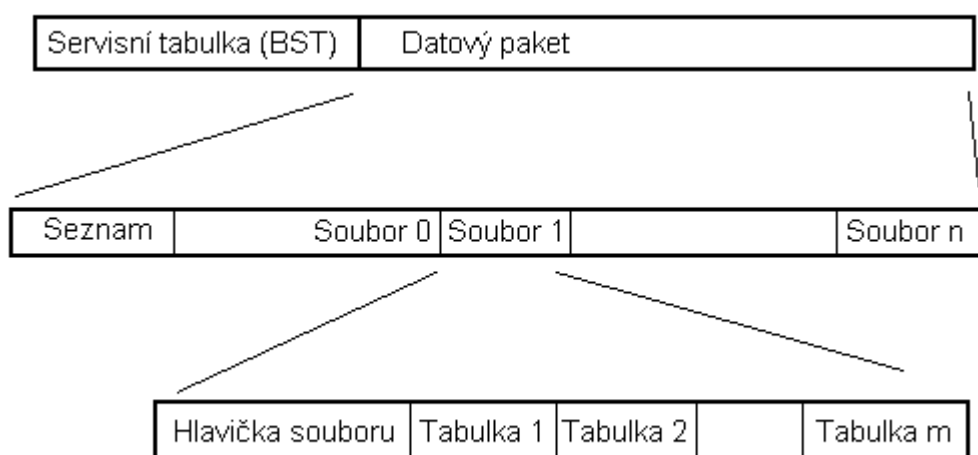 Servisní tabulka (BST) Datový paket
Seznam Soubor 0 Soubor 1 Soubor n
Hlavička souboru Tabulka 1 Tabulka 2 Tabulka m